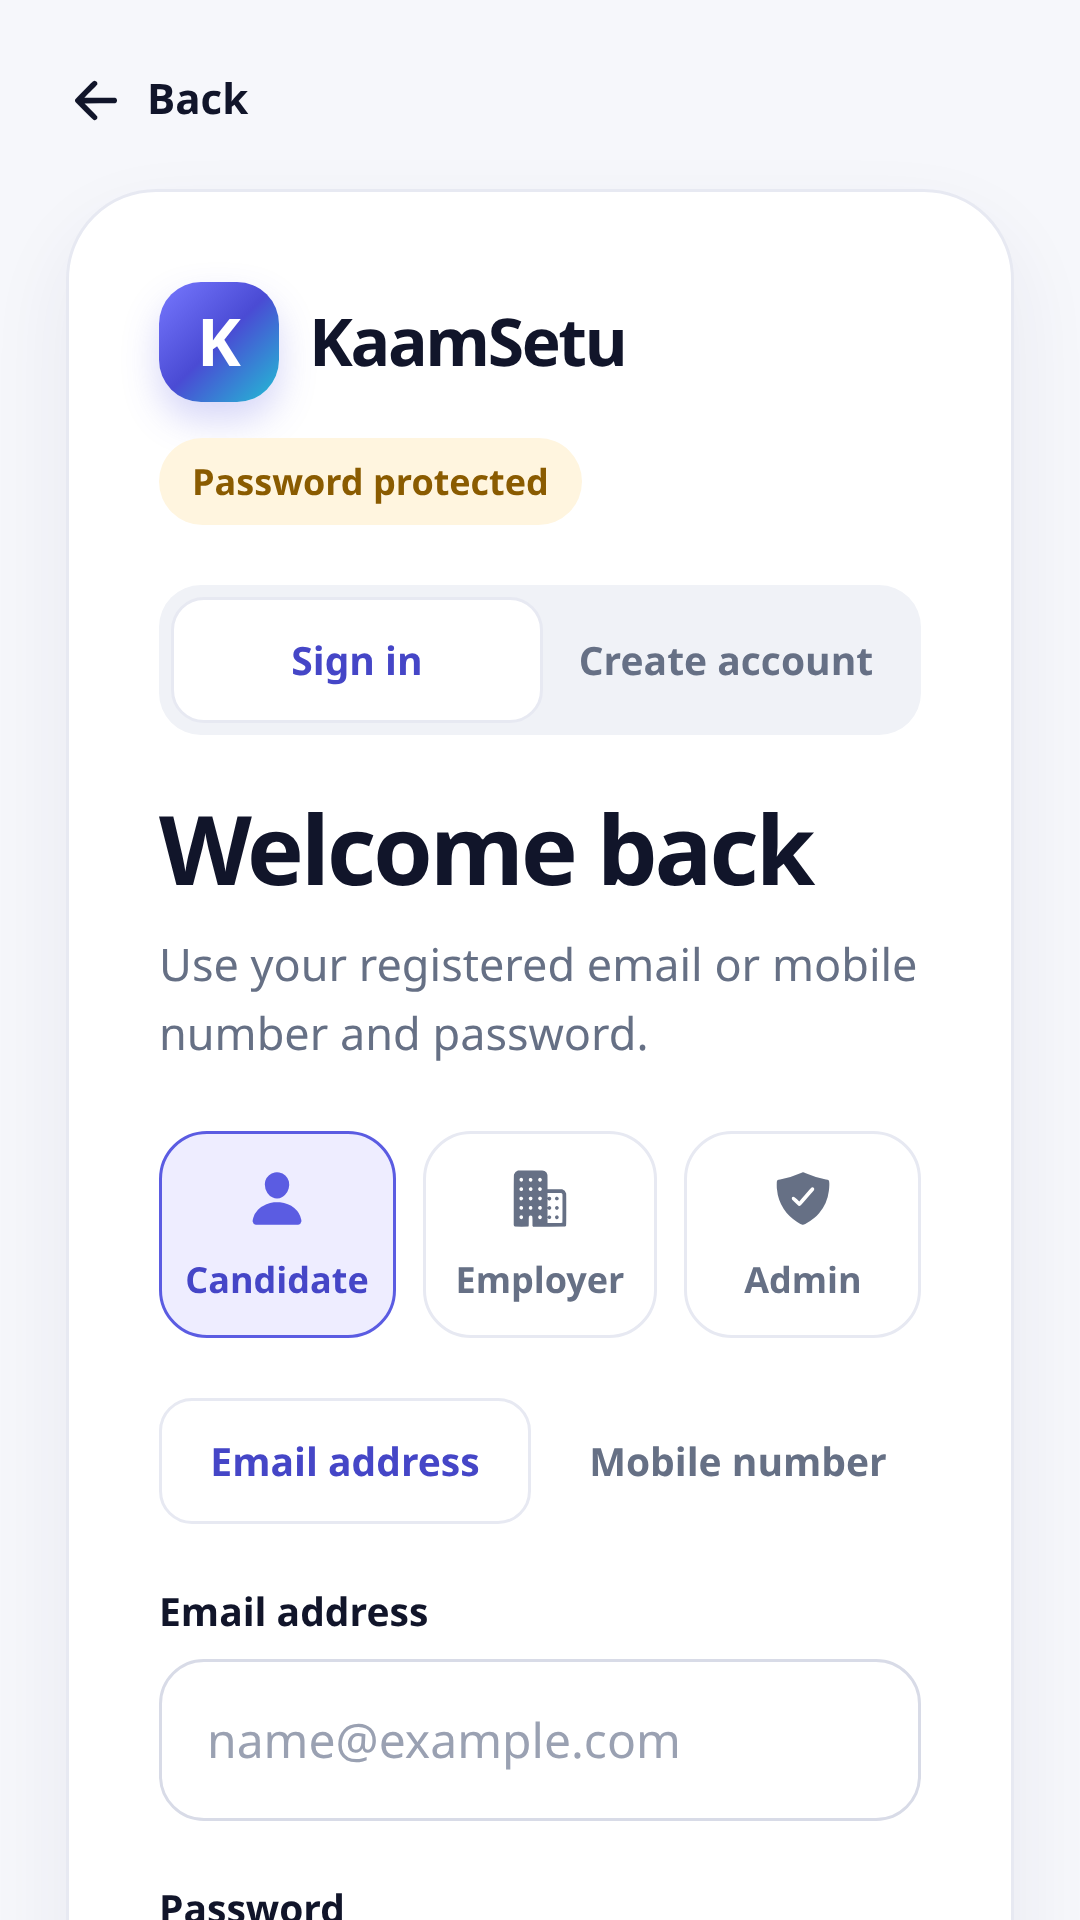 Back
K
KaamSetu
Password protected
Sign in
Create account
Welcome back
Use your registered email or mobile
number and password.
Candidate
Employer
Admin
Email address
Mobile number
Email address
name@example.com
Password